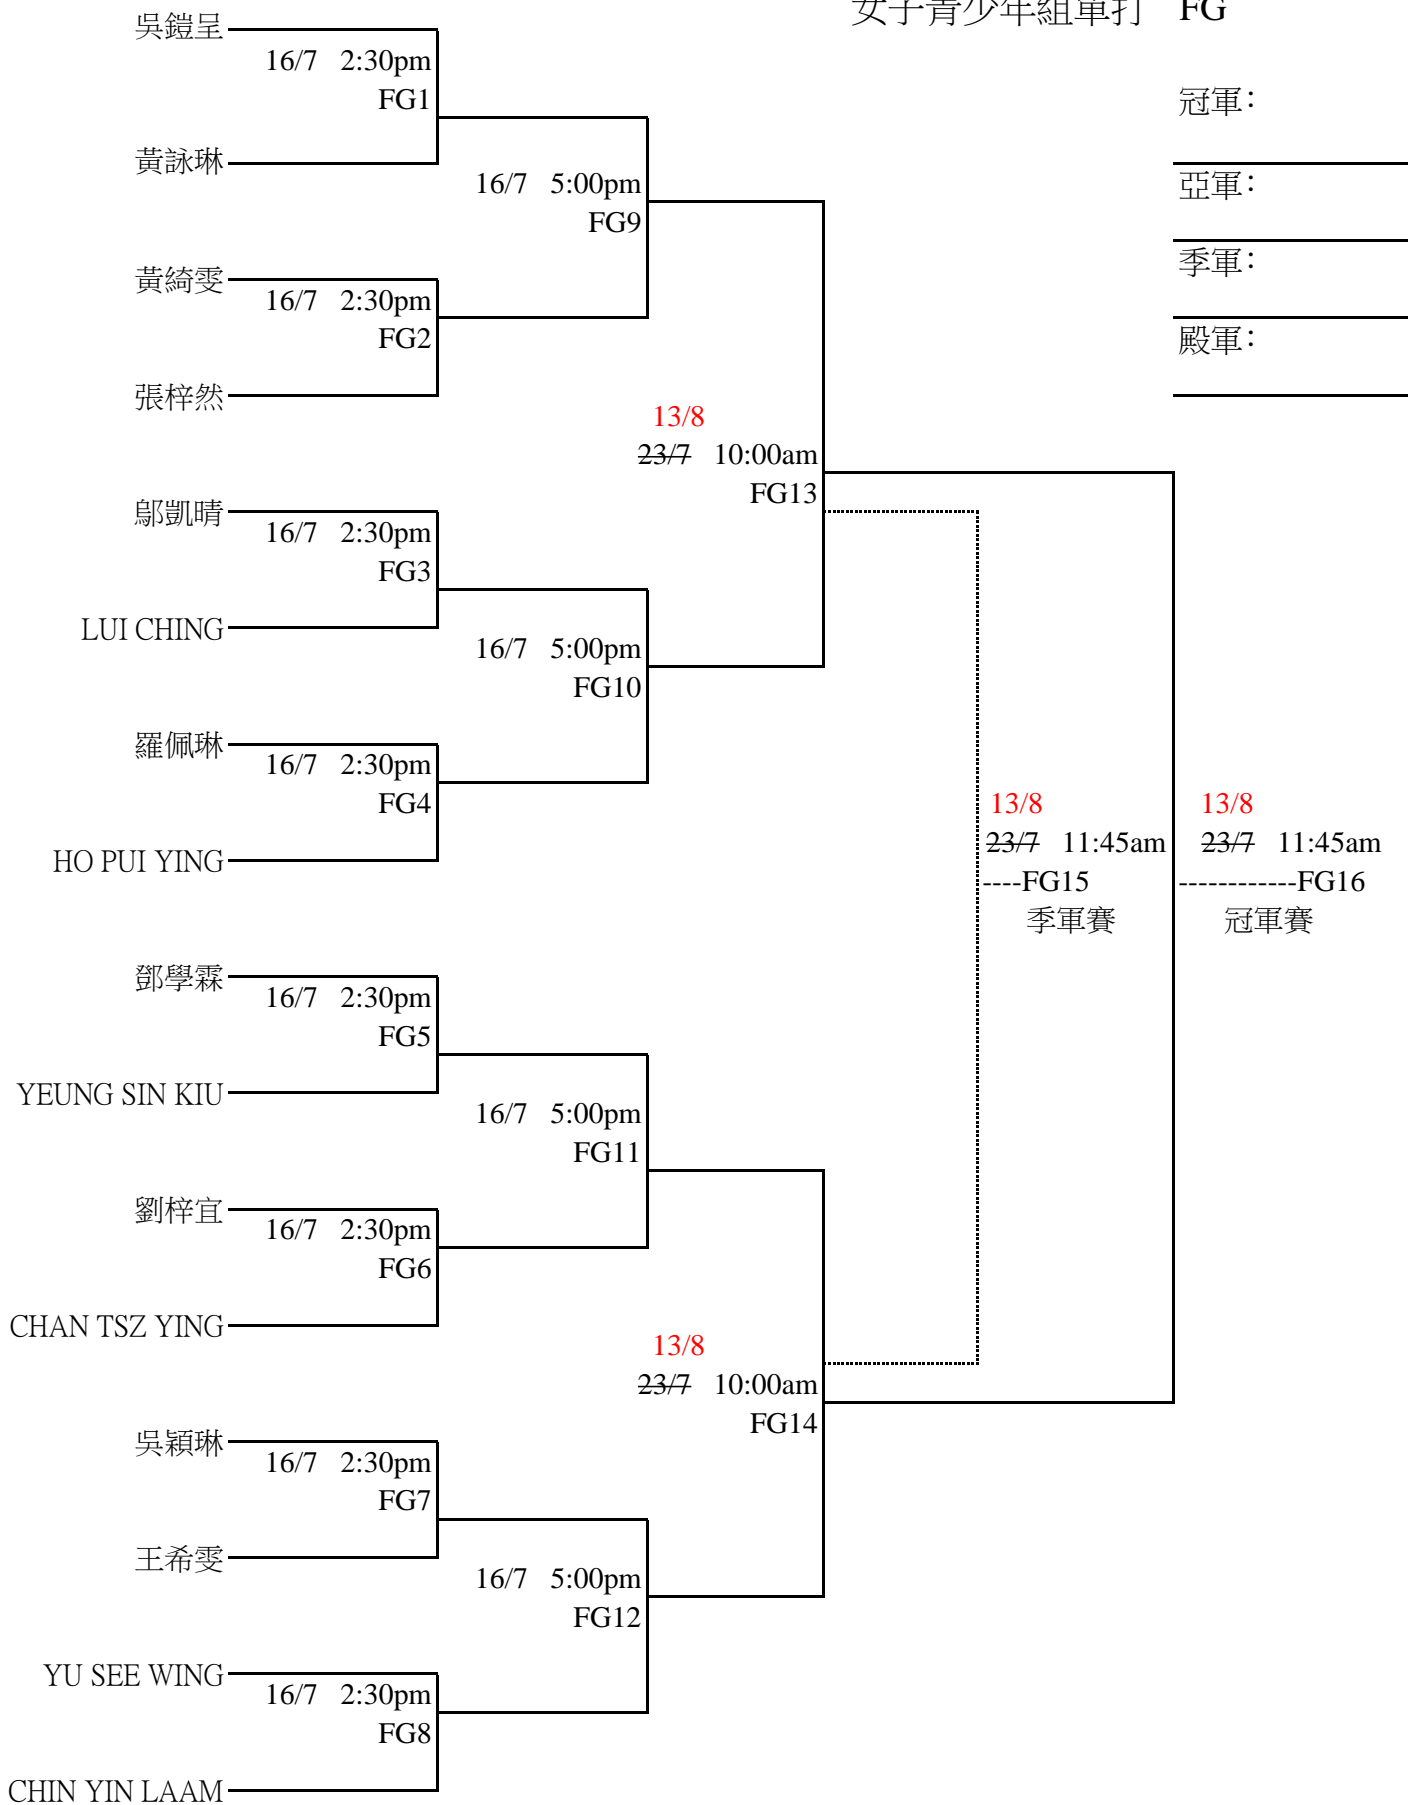 女子青少年組單打 FG
吳鎧呈
16/7 2:30pm
FG1
冠軍：
黃詠琳
16/7 5:00pm
FG9
亞軍：
黃綺雯
16/7 2:30pm
FG2
季軍：
張梓然
殿軍：
13/8
23/7 10:00am
FG13
鄔凱晴
16/7 2:30pm
FG3
LUI CHING
16/7 5:00pm
FG10
羅佩琳
16/7 2:30pm
FG4
HO PUI YING
13/8
23/7 11:45am
----FG15
季軍賽
13/8
23/7 11:45am
------------FG16
冠軍賽
鄧學霖
16/7 2:30pm
FG5
YEUNG SIN KIU
16/7 5:00pm
FG11
劉梓宜
16/7 2:30pm
FG6
CHAN TSZ YING
13/8
23/7 10:00am
FG14
吳穎琳
16/7 2:30pm
FG7
王希雯
16/7 5:00pm
FG12
YU SEE WING
16/7 2:30pm
FG8
CHIN YIN LAAM